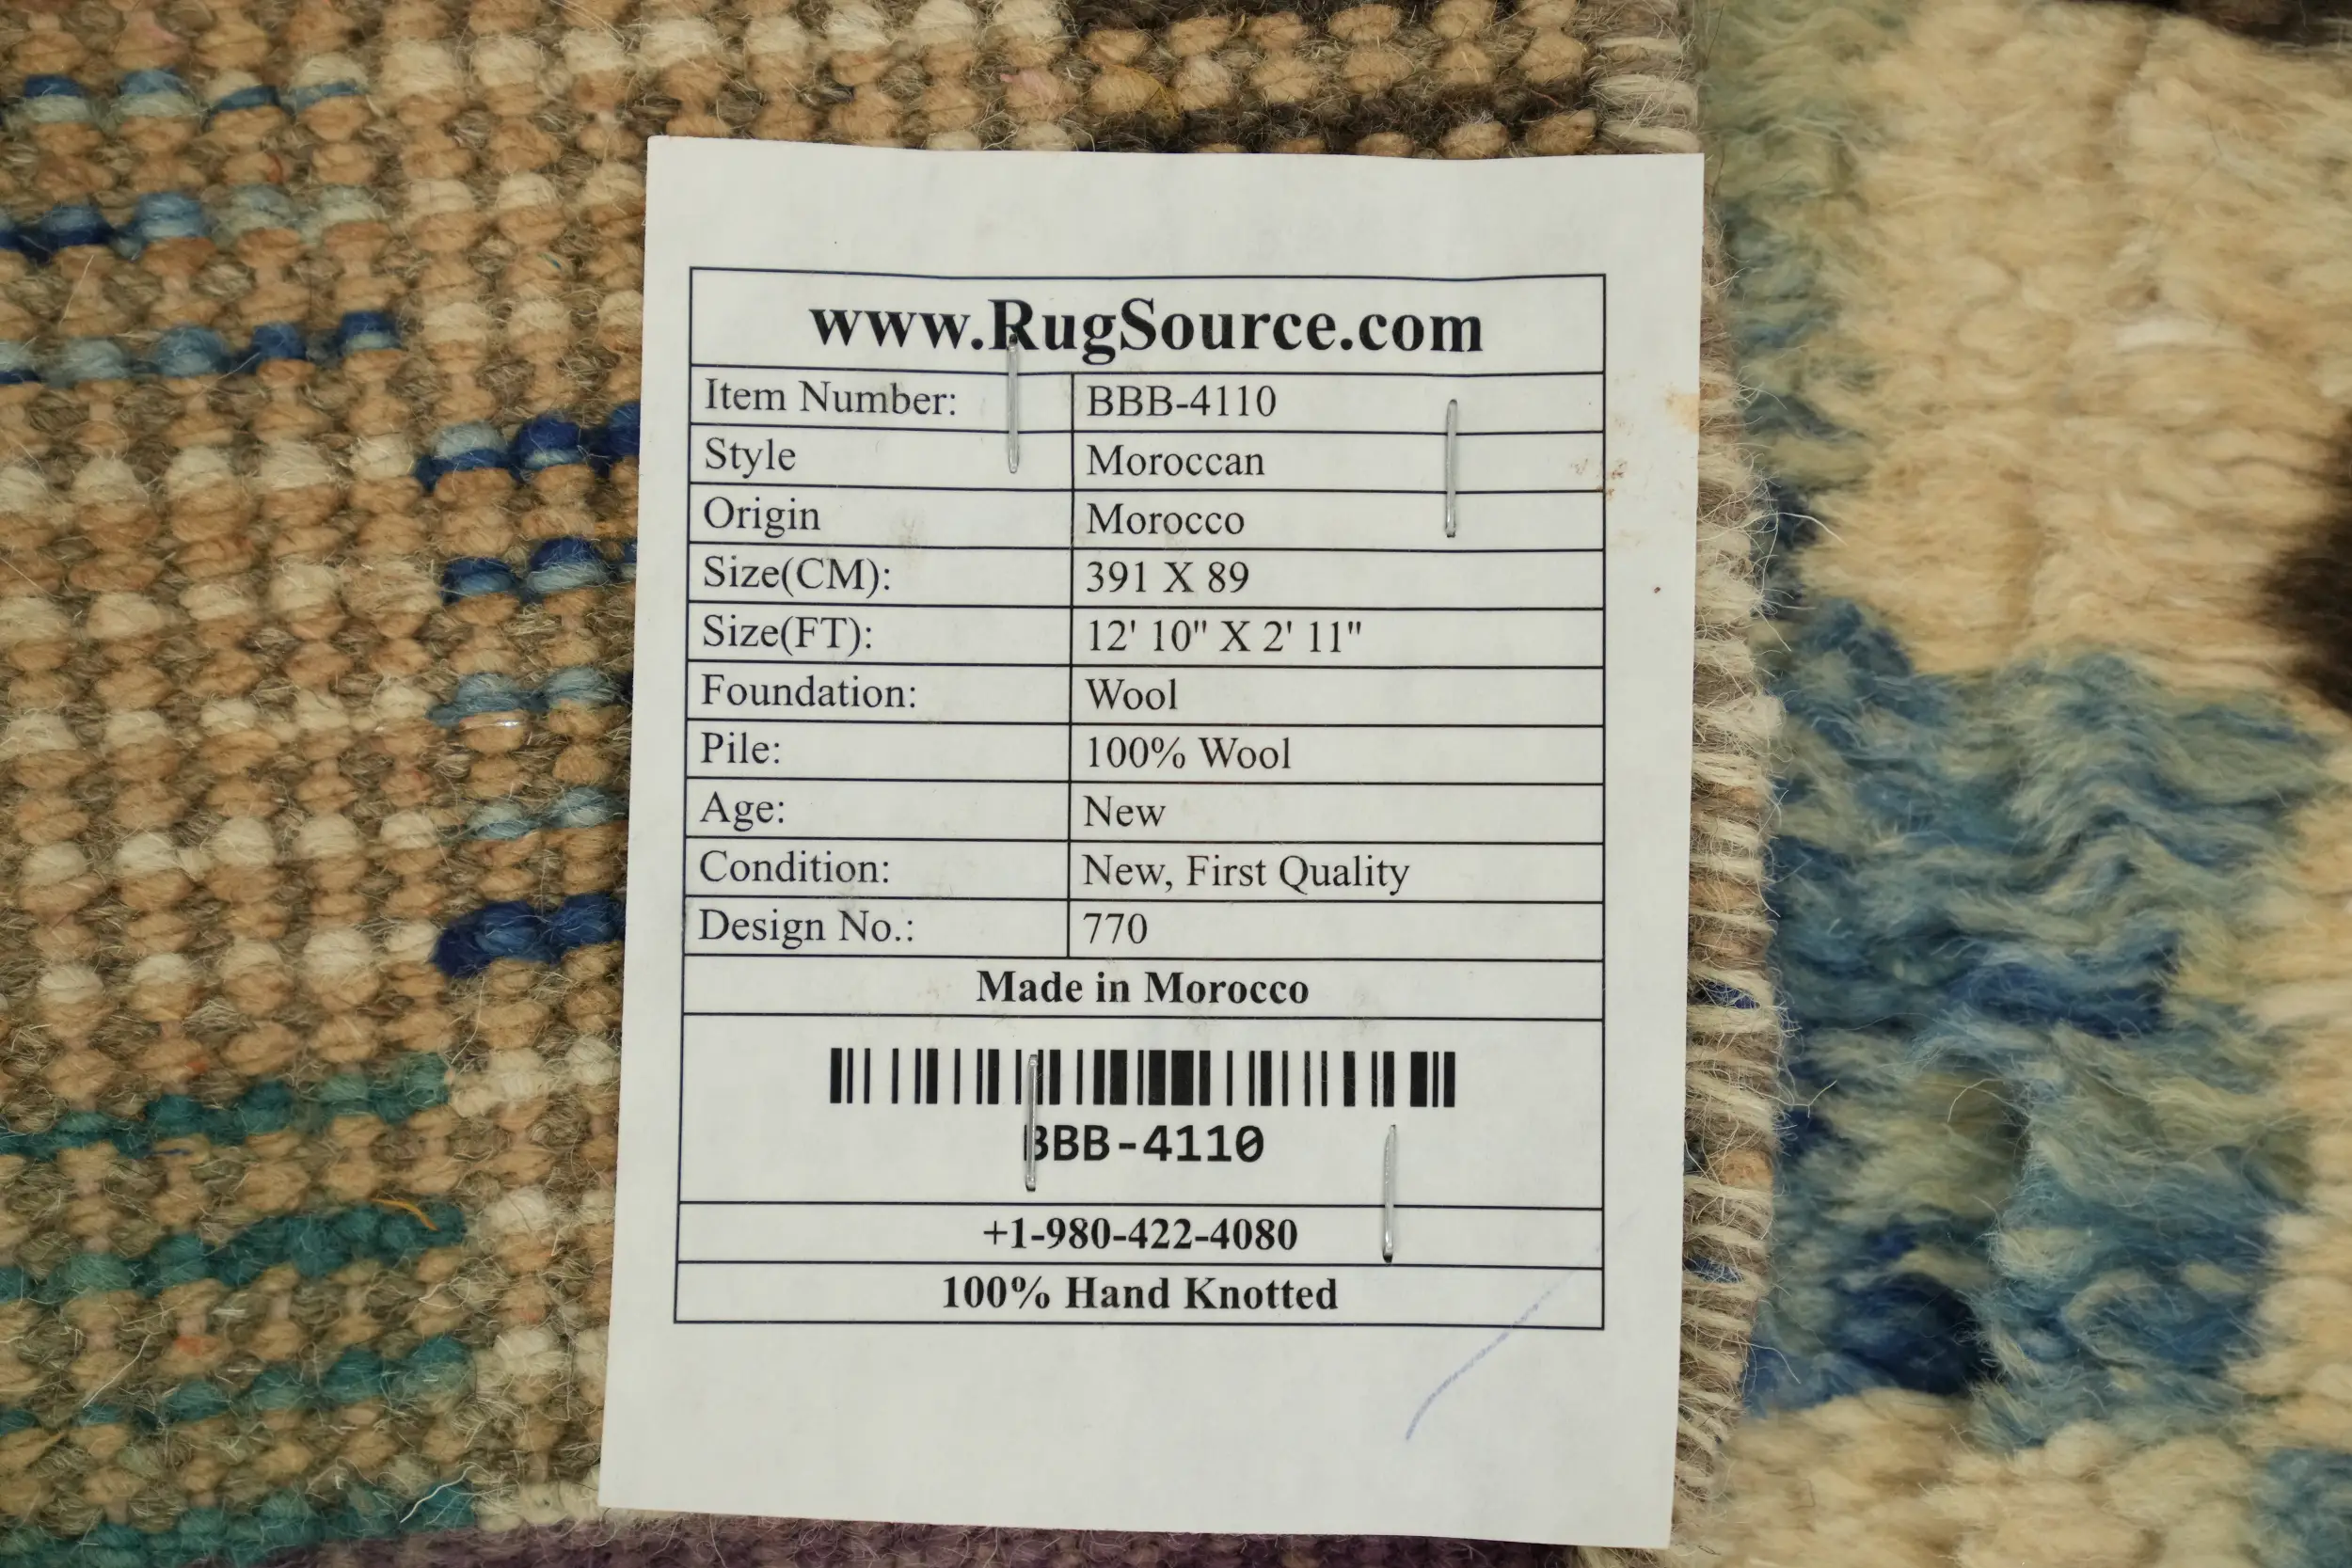 www.RugSource.com
Item Number: BBB-4110
Style Moroccan
Origin Morocco
Size(CM): 391 X 89
Size(FT): 12' 10" X 2' 11"
Foundation: Wool
Pile: 100% Wool
Age: New
Condition: New, First Quality
Design No.: 770
Made in Morocco
BBB-4110
+1-980-422-4080
100% Hand Knotted